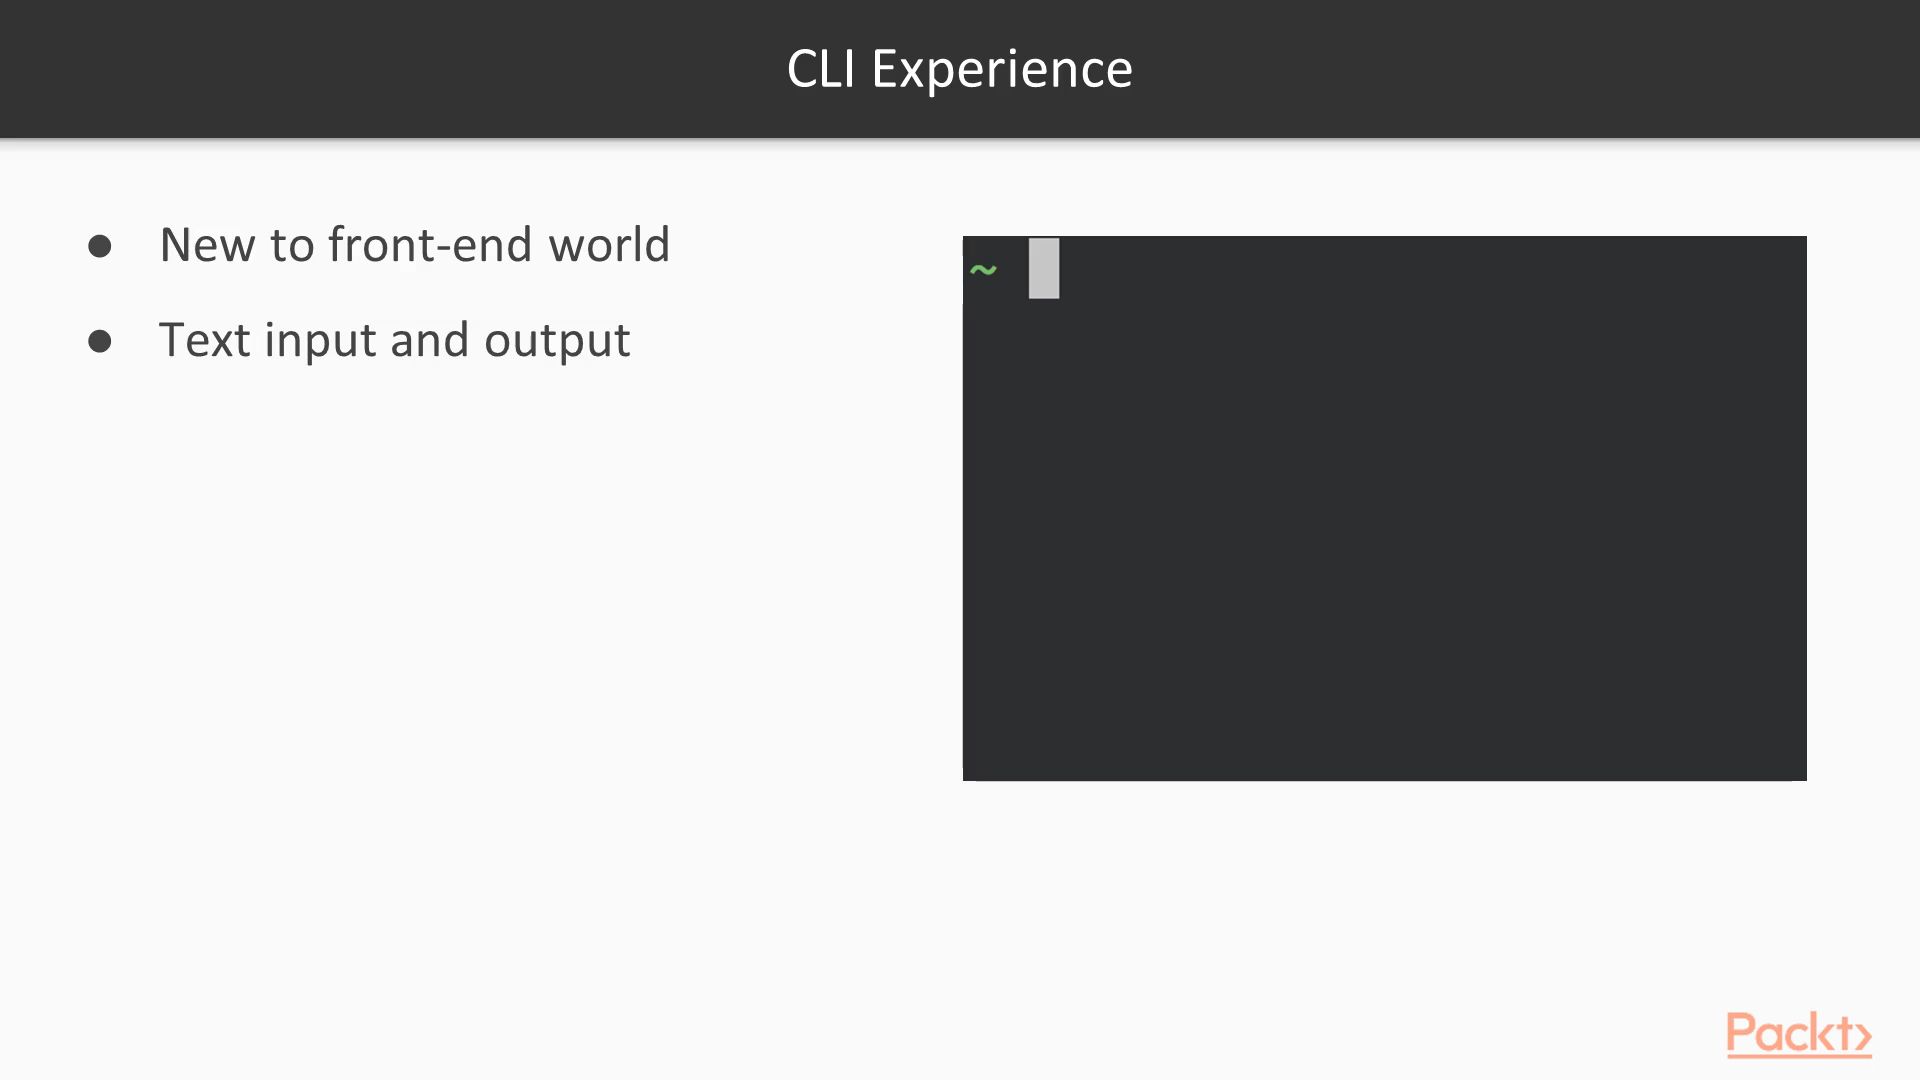 CLI Experience
● New to front-end world
● Text input and output
~
Packt>